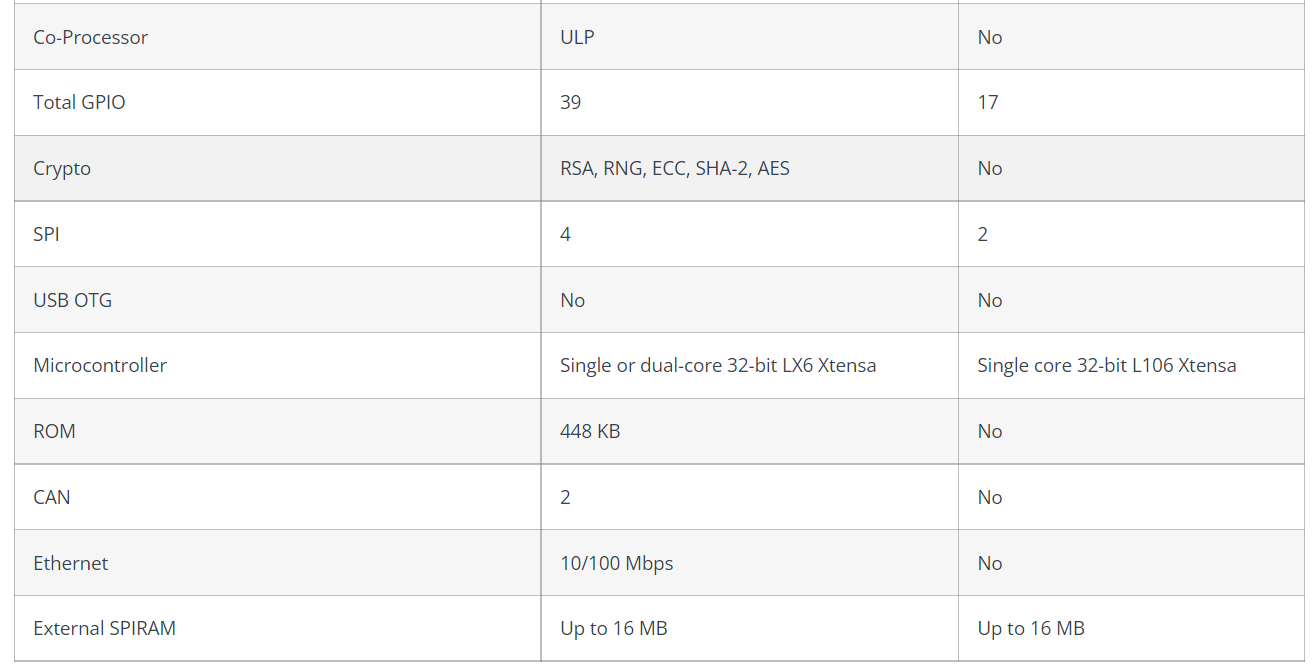 Co-Processor ULP No
Total GPIO 39 17
Crypto RSA, RNG, ECC, SHA-2, AES No
SPI 4 2
USB OTG No No
Microcontroller Single or dual-core 32-bit LX6 Xtensa Single core 32-bit L106 Xtensa
ROM 448 KB No
CAN 2 No
Ethernet 10/100 Mbps No
External SPIRAM Up to 16 MB Up to 16 MB